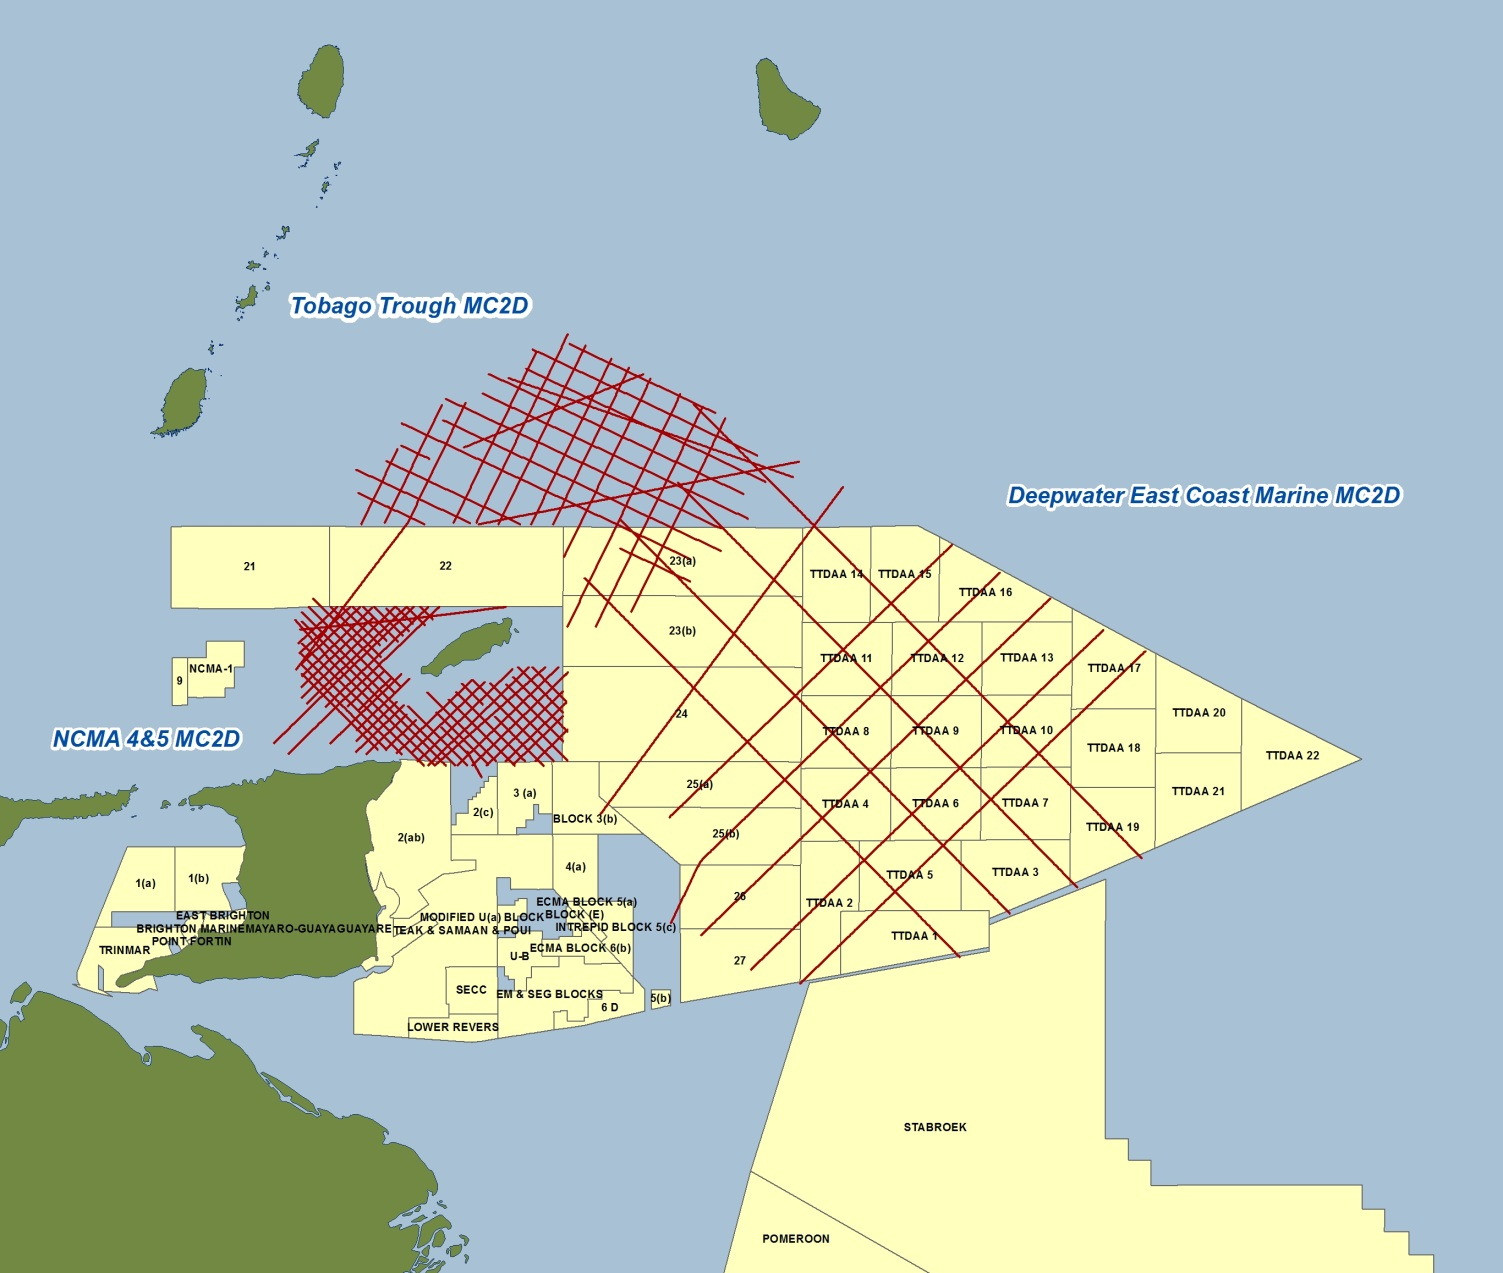 Tobago Trough MC2D
Deepwater East Coast Marine MC2D
21
22
23(a)
TTDAA 14
TTDAA 15
TTDAA 16
23(b)
TTDAA 11
TTDAA 12
TTDAA 13
TTDAA 17
NCMA-1
9
24
TTDAA 8
TTDAA 9
TTDAA 10
TTDAA 18
TTDAA 20
TTDAA 22
NCMA 4&5 MC2D
25(a)
TTDAA 4
TTDAA 6
TTDAA 7
TTDAA 21
2(c)
3 (a)
BLOCK 3(b)
TTDAA 19
2(ab)
25(b)
4(a)
1(a)
1(b)
TTDAA 5
TTDAA 3
26
TTDAA 2
ECMA BLOCK 5(a)
EAST BRIGHTON
MODIFIED U(a) BLOCK
BLOCK (E)
BRIGHTON MARINE
MAYARO-GUAYAGUAYARE
TEAK & SAMAAN & POUI
INTREPID BLOCK 5(c)
POINT FORTIN
TTDAA 1
TRINMAR
U-B
ECMA BLOCK 6(b)
27
SECC
EM & SEG BLOCKS
5(b)
6 D
LOWER REVERS
STABROEK
POMEROON